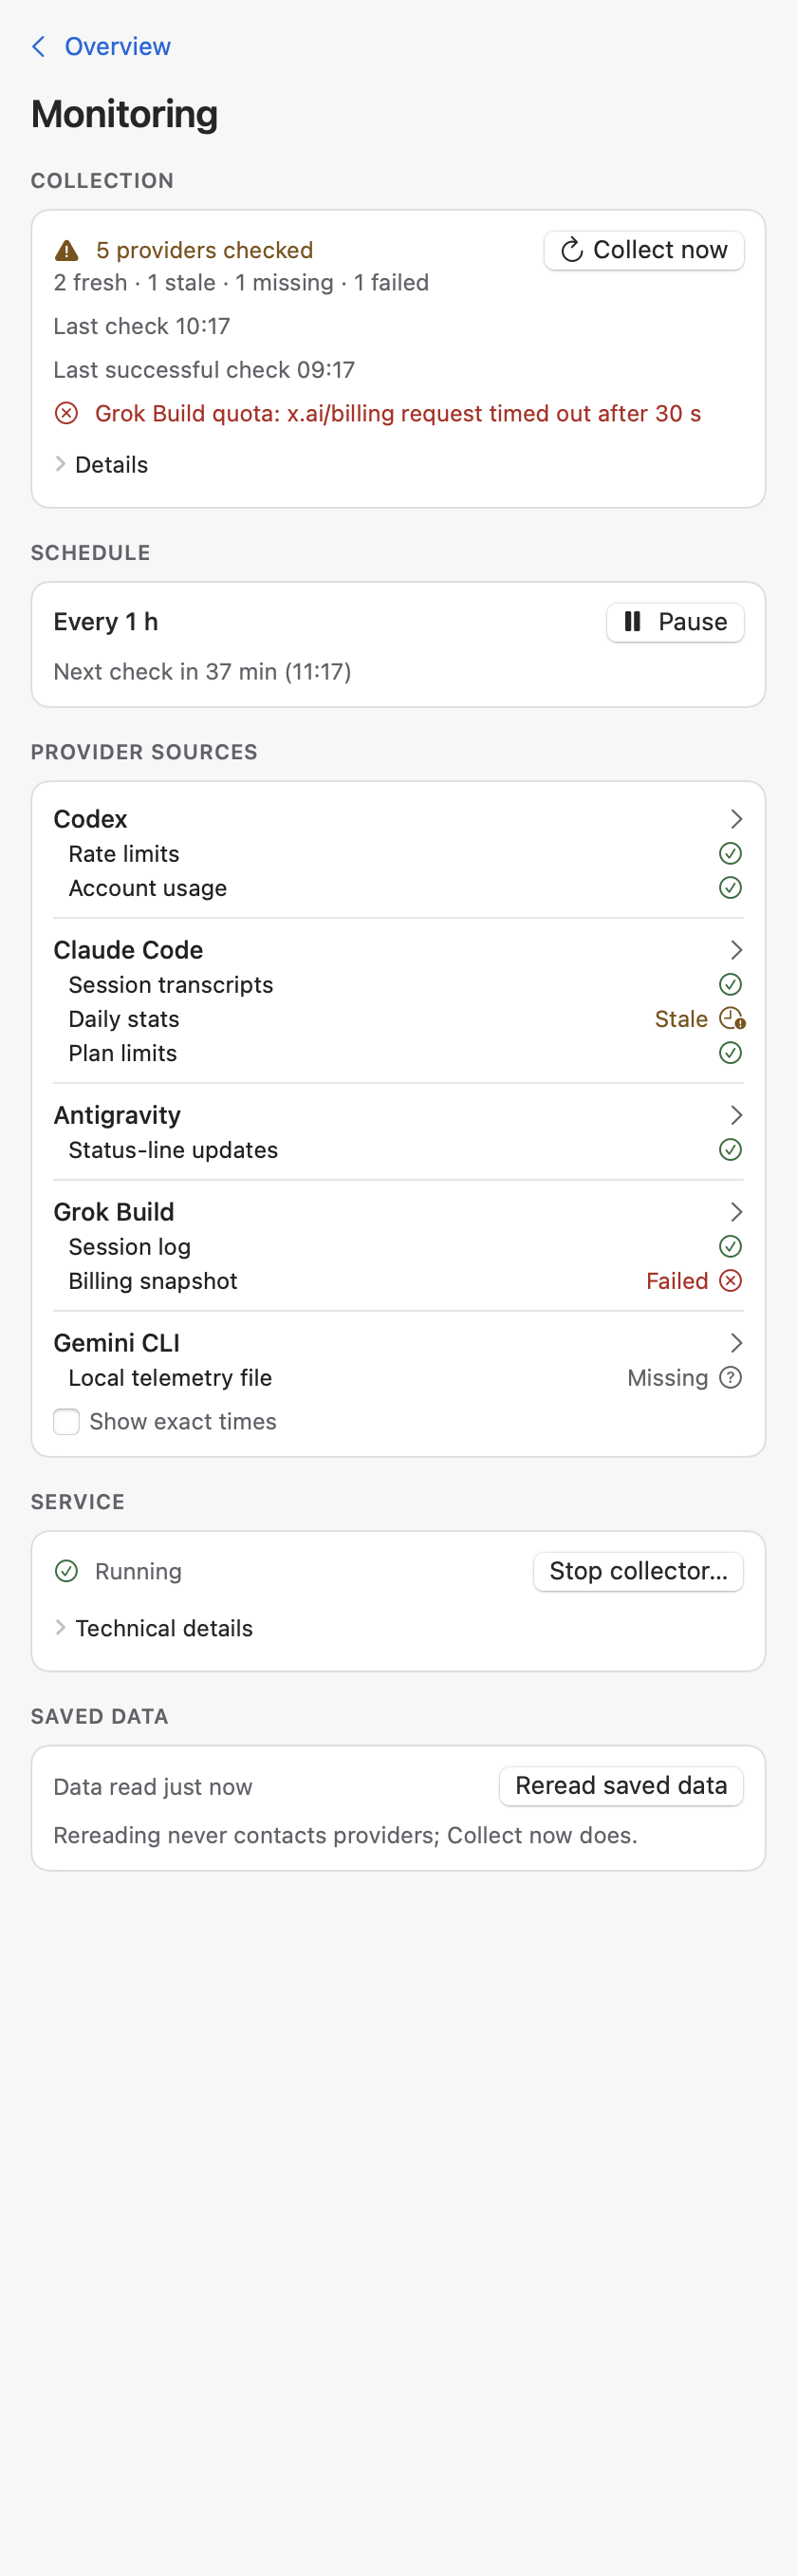 Overview
Monitoring
COLLECTION
5 providers checked
Collect now
2 fresh · 1 stale · 1 missing · 1 failed
Last check 10:17
Last successful check 09:17
Grok Build quota: x.ai/billing request timed out after 30 s
Details
SCHEDULE
Every 1 h
Pause
Next check in 37 min (11:17)
PROVIDER SOURCES
Codex
Rate limits
Account usage
Claude Code
Session transcripts
Daily stats Stale
Plan limits
Antigravity
Status-line updates
Grok Build
Session log
Billing snapshot Failed
Gemini CLI
Local telemetry file Missing
Show exact times
SERVICE
Running
Stop collector...
Technical details
SAVED DATA
Data read just now
Reread saved data
Rereading never contacts providers; Collect now does.